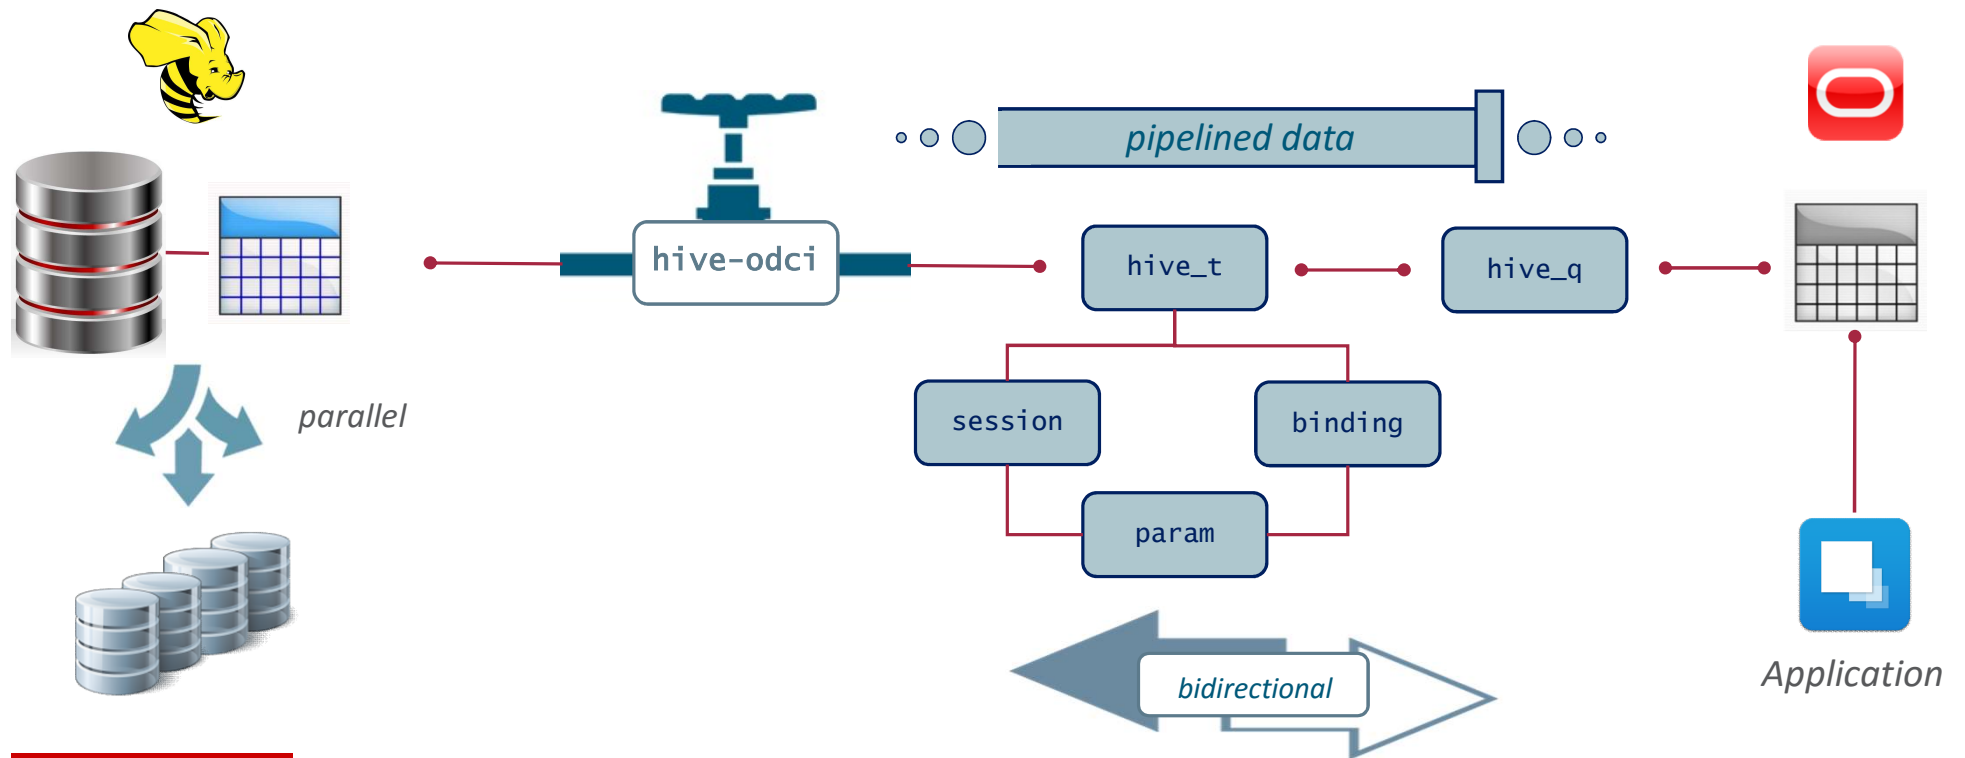 pipelined data
hive-odci
hive_t
hive_q
parallel
session
binding
param
bidirectional
Application